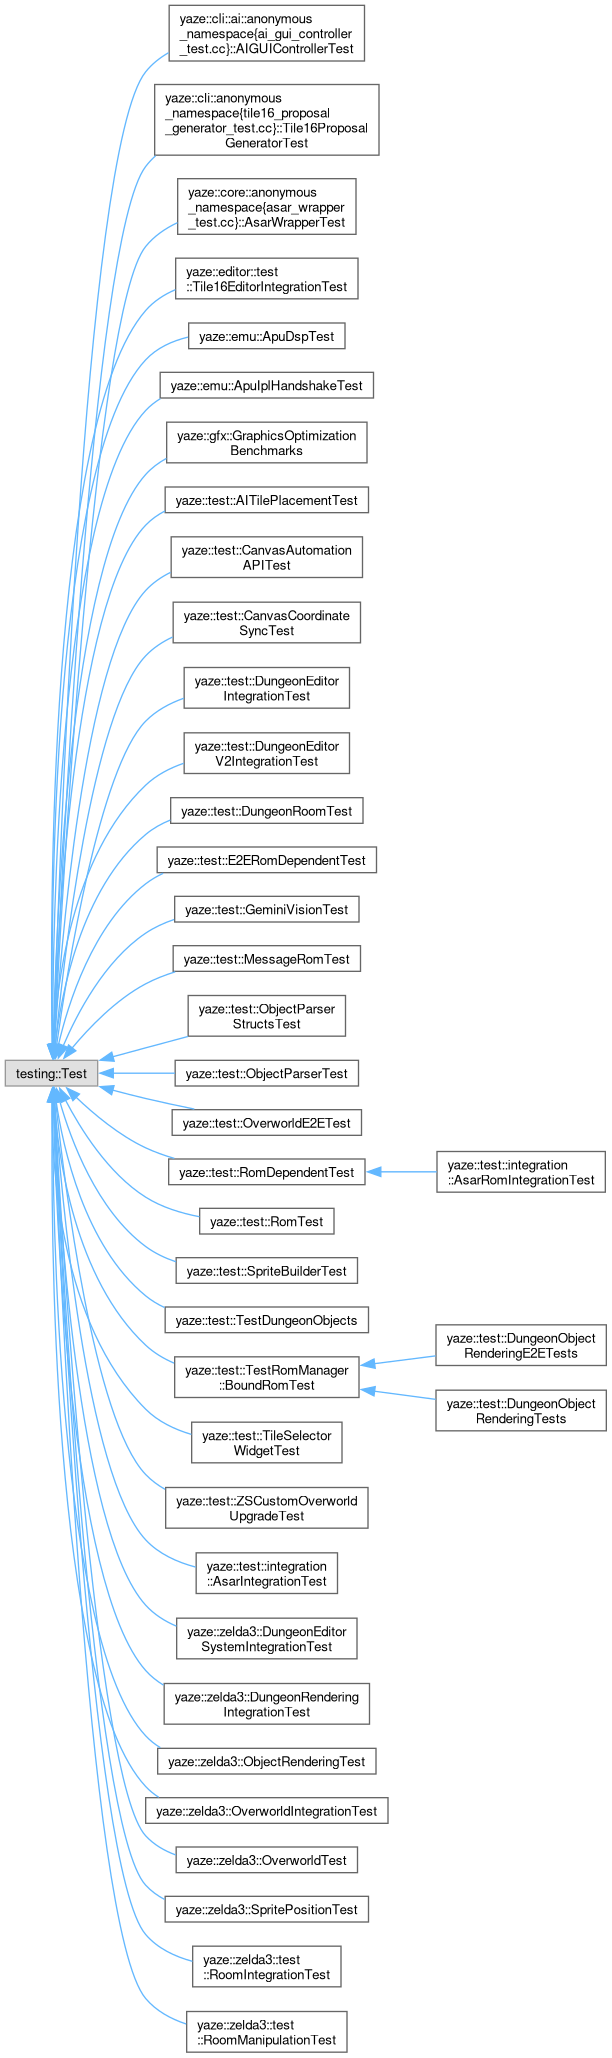 yaze::cli::ai::anonymous
_namespace{ai_gui_controller
_test.cc}::AIGUIControllerTest
yaze::cli::anonymous
_namespace{tile16_proposal
_generator_test.cc}::Tile16Proposal
GeneratorTest
yaze::core::anonymous
_namespace{asar_wrapper
_test.cc}::AsarWrapperTest
yaze::editor::test
::Tile16EditorIntegrationTest
yaze::emu::ApuDspTest
yaze::emu::ApuIplHandshakeTest
yaze::gfx::GraphicsOptimization
Benchmarks
yaze::test::AITilePlacementTest
yaze::test::CanvasAutomation
APITest
yaze::test::CanvasCoordinate
SyncTest
yaze::test::DungeonEditor
IntegrationTest
yaze::test::DungeonEditor
V2IntegrationTest
yaze::test::DungeonRoomTest
yaze::test::E2ERomDependentTest
yaze::test::GeminiVisionTest
yaze::test::MessageRomTest
yaze::test::ObjectParser
StructsTest
testing::Test
yaze::test::ObjectParserTest
yaze::test::OverworldE2ETest
yaze::test::RomDependentTest
yaze::test::integration
::AsarRomIntegrationTest
yaze::test::RomTest
yaze::test::SpriteBuilderTest
yaze::test::TestDungeonObjects
yaze::test::TestRomManager
::BoundRomTest
yaze::test::DungeonObject
RenderingE2ETests
yaze::test::DungeonObject
RenderingTests
yaze::test::TileSelector
WidgetTest
yaze::test::ZSCustomOverworld
UpgradeTest
yaze::test::integration
::AsarIntegrationTest
yaze::zelda3::DungeonEditor
SystemIntegrationTest
yaze::zelda3::DungeonRendering
IntegrationTest
yaze::zelda3::ObjectRenderingTest
yaze::zelda3::OverworldIntegrationTest
yaze::zelda3::OverworldTest
yaze::zelda3::SpritePositionTest
yaze::zelda3::test
::RoomIntegrationTest
yaze::zelda3::test
::RoomManipulationTest